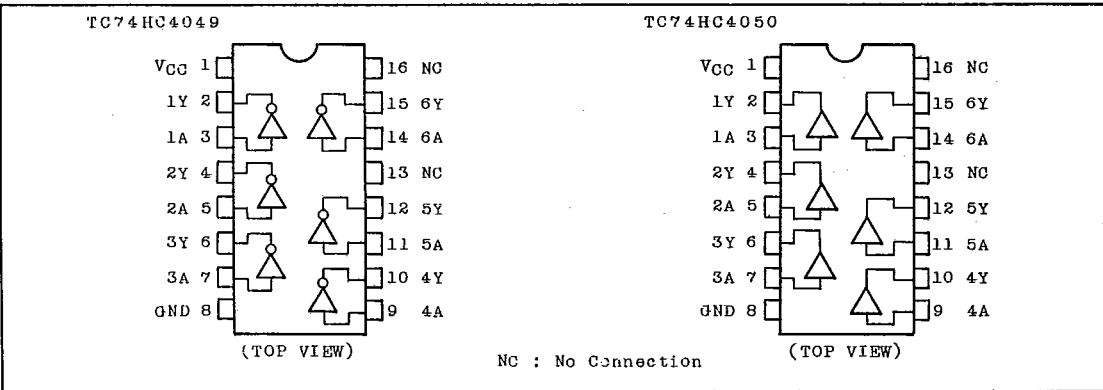 TC74HC4049
VCC 1
16 NC
1Y 2
15 6Y
1A 3
14 6A
2Y 4
13 NC
2A 5
12 5Y
3Y 6
11 5A
3A 7
10 4Y
GND 8
9 4A
(TOP VIEW)
TC74HC4050
VCC 1
16 NC
1Y 2
15 6Y
1A 3
14 6A
2Y 4
13 NC
2A 5
12 5Y
3Y 6
11 5A
3A 7
10 4Y
GND 8
9 4A
(TOP VIEW)
NC : No Connection